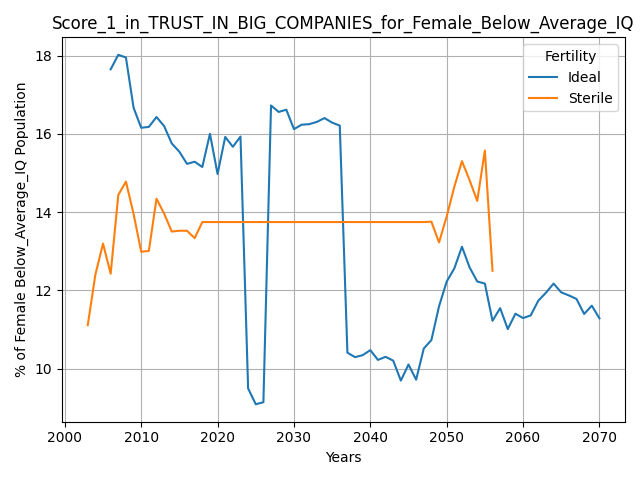 Score_1_in_TRUST_IN_BIG_COMPANIES_for_Female_Below_Average_IQ
Fertility
Ideal
Sterile
% of Female Below_Average_IQ Population
18
16
14
12
10
2000 2010 2020 2030 2040 2050 2060 2070
Years